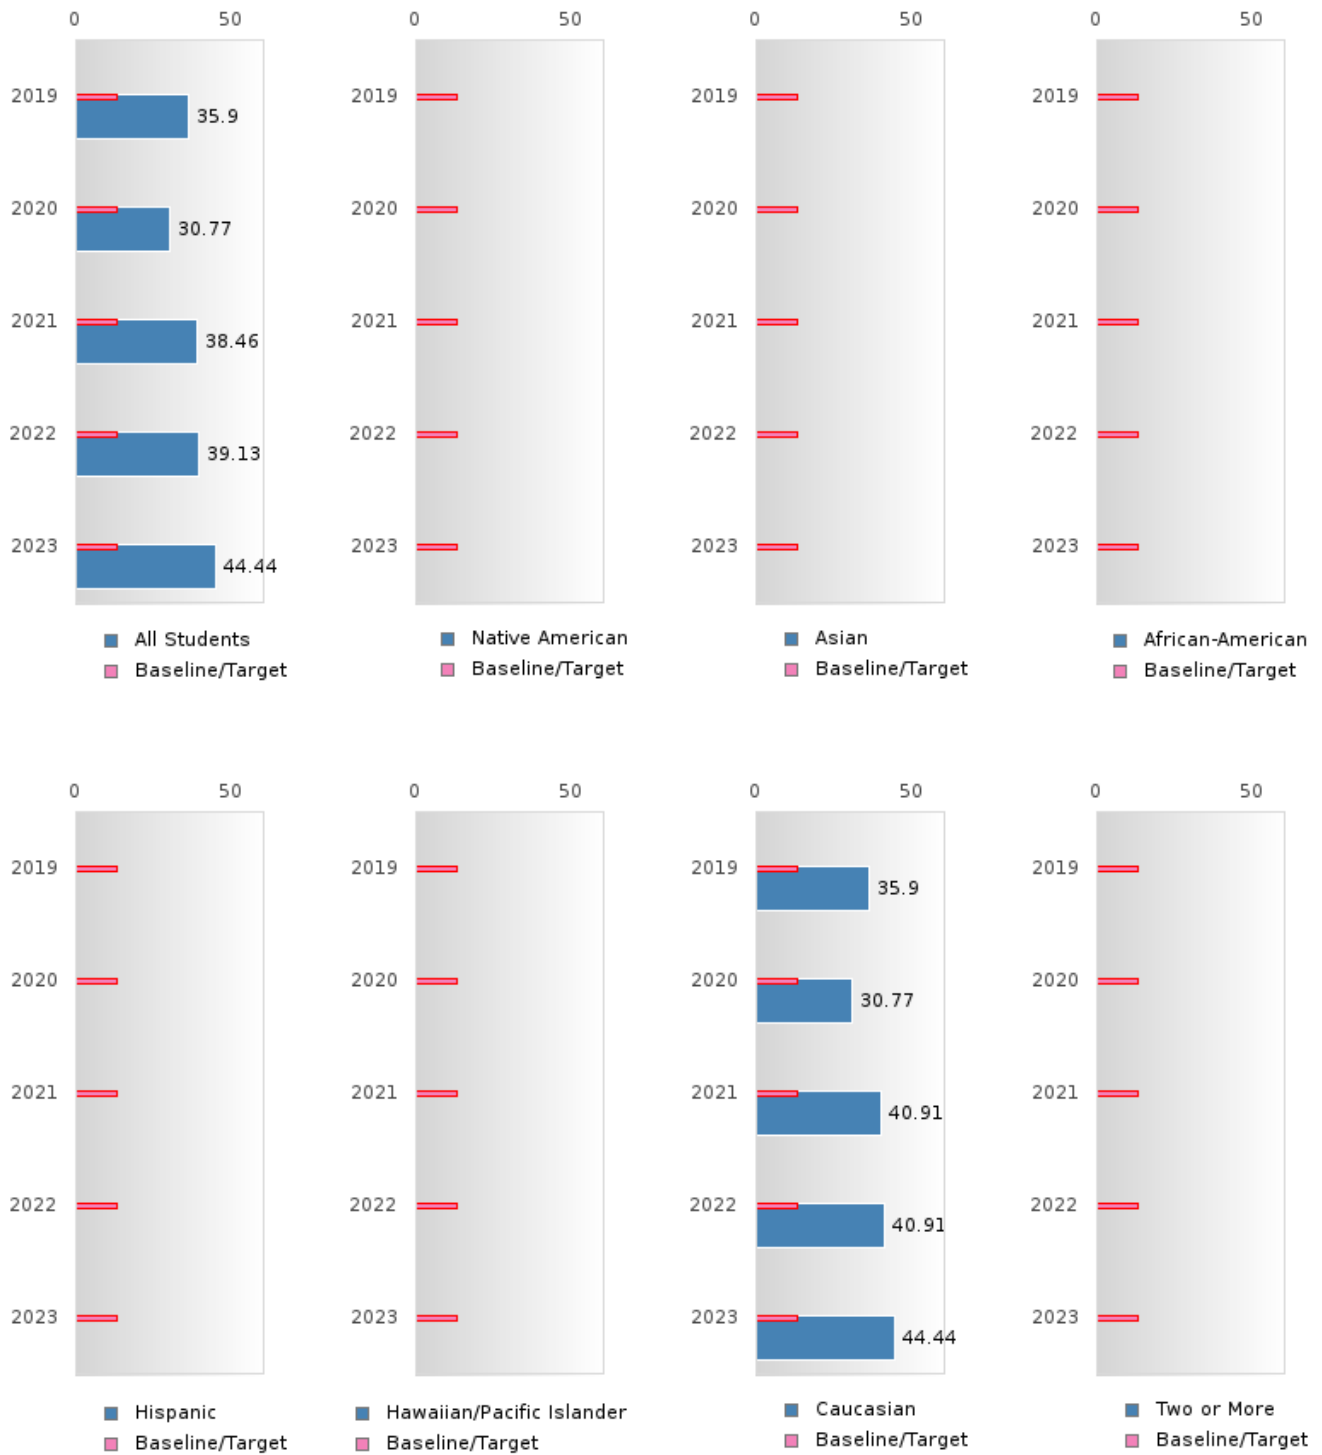 0 50 0 50 0 50 0 50
2019 35.9 2019 2019 2019
2020 30.77 2020 2020 2020
2021 38.46 2021 2021 2021
2022 39.13 2022 2022 2022
2023 44.44 2023 2023 2023
All Students Native American Asian African-American
Baseline/Target Baseline/Target Baseline/Target Baseline/Target
0 50 0 50 0 50 0 50
2019 2019 2019 35.9 2019
2020 2020 2020 30.77 2020
2021 2021 2021 40.91 2021
2022 2022 2022 40.91 2022
2023 2023 2023 44.44 2023
Hispanic Hawaiian/Pacific Islander Caucasian Two or More
Baseline/Target Baseline/Target Baseline/Target Baseline/Target